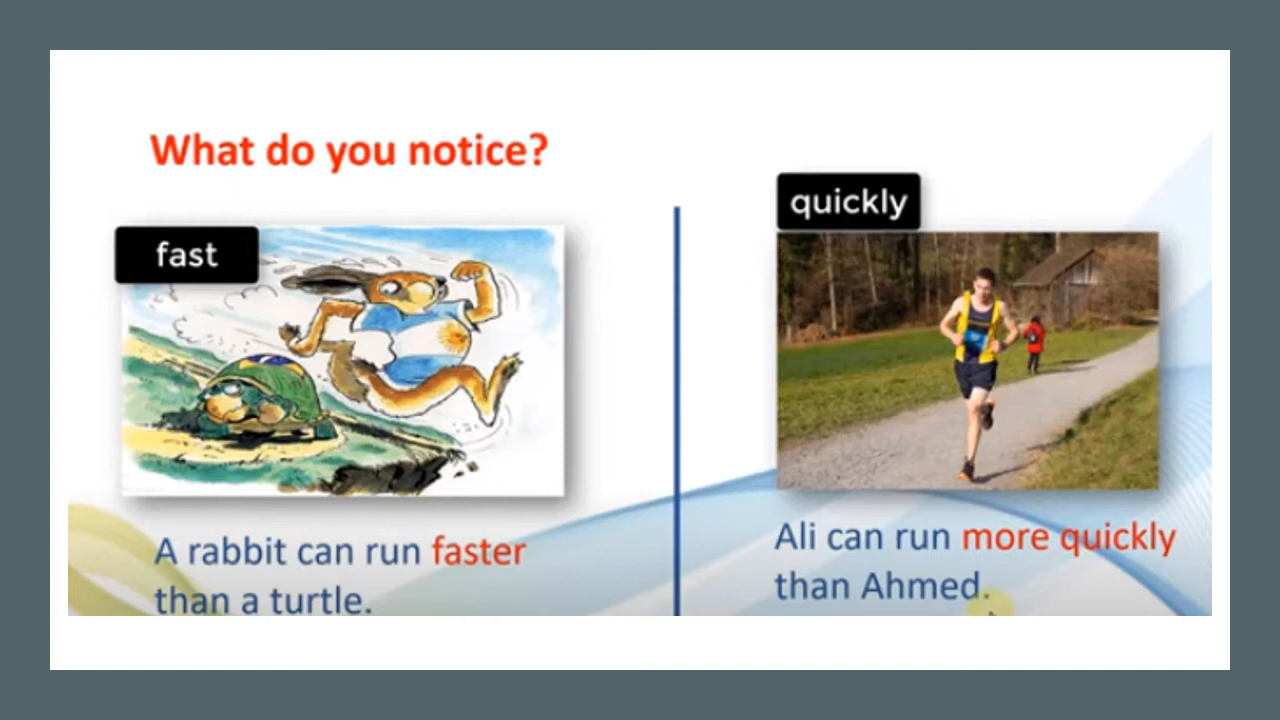 What do you notice?
fast
A rabbit can run faster
than a turtle.
quickly
Ali can run more quickly
than Ahmed.